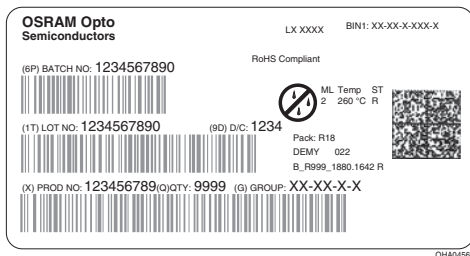 OSRAM Opto
Semiconductors
LX XXXX
BIN1: XX-XX-X-XXX-X
RoHS Compliant
(6P) BATCH NO: 1234567890
ML Temp ST
2 260 °C R
(1T) LOT NO: 1234567890 (9D) D/C: 1234
Pack: R18
DEMY 022
B_R999_1880.1642 R
(X) PROD NO: 123456789(Q)QTY: 9999 (G) GROUP: XX-XX-X-X
OHA04563